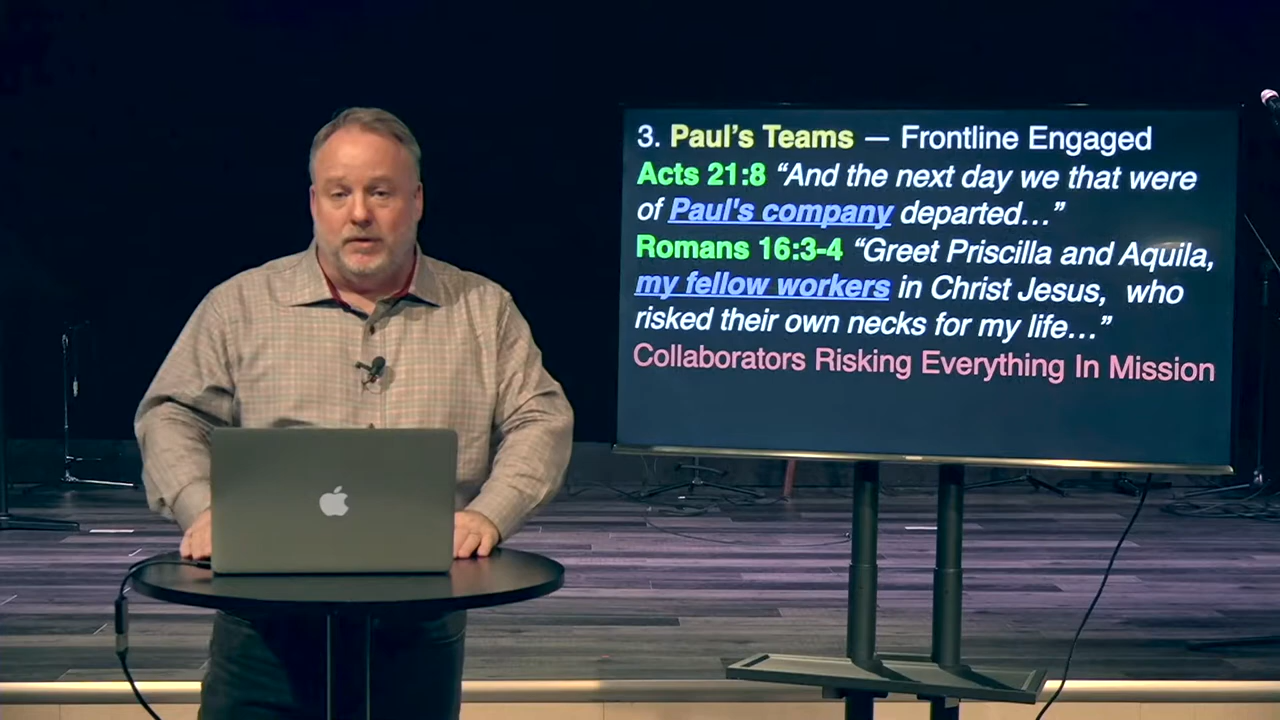 3. Paul's Teams — Frontline Engaged
Acts 21:8 “And the next day we that were
of Paul's company departed…”
Romans 16:3-4 “Greet Priscilla and Aquila,
my fellow workers in Christ Jesus,  who
risked their own necks for my life…”
Collaborators Risking Everything In Mission